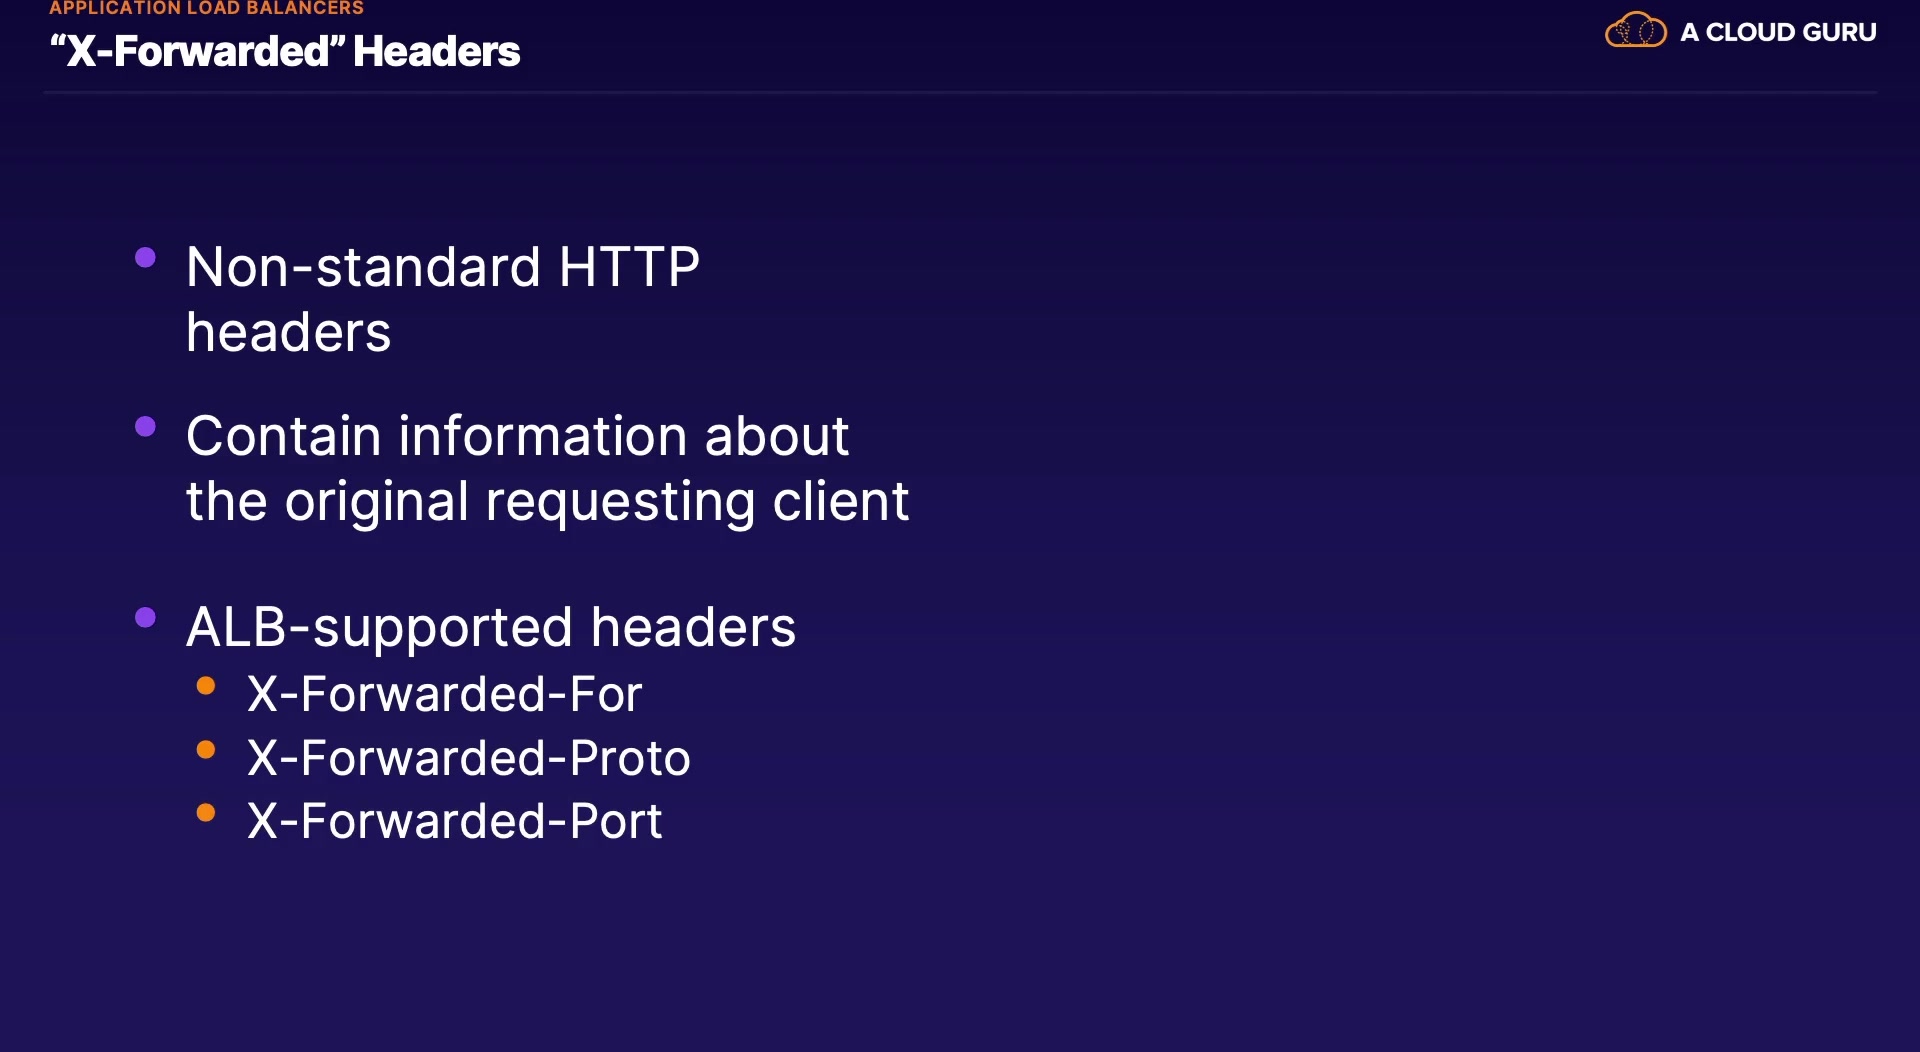 APPLICATION LOAD BALANCERS
“X-Forwarded” Headers
A CLOUD GURU
Non-standard HTTP
headers
Contain information about
the original requesting client
ALB-supported headers
X-Forwarded-For
X-Forwarded-Proto
X-Forwarded-Port